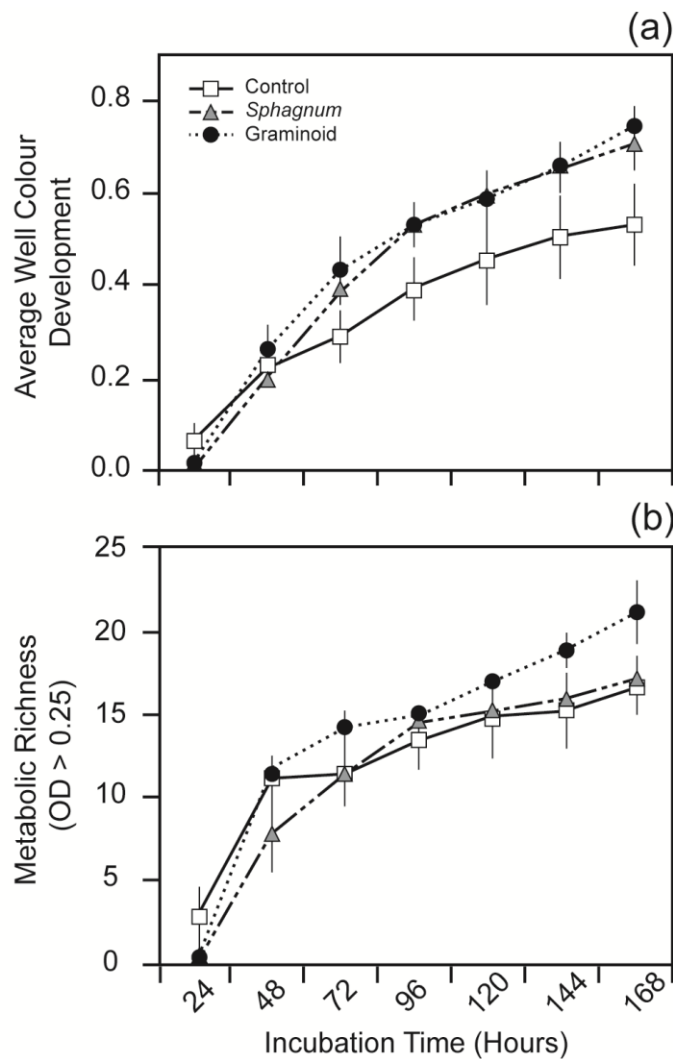 (a)
Average Well Colour
Development
0.8
0.6
0.4
0.2
0.0
Control
Sphagnum
Graminoid
(b)
Metabolic Richness
(OD > 0.25)
25
20
15
10
5
0
24
48
72
96
120
144
168
Incubation Time (Hours)